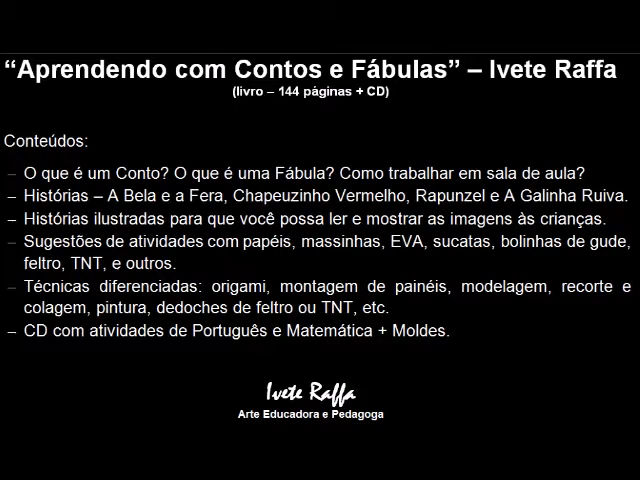 “Aprendendo com Contos e Fábulas” – Ivete Raffa
(livro – 144 páginas + CD)
Conteúdos:
– O que é um Conto? O que é uma Fábula? Como trabalhar em sala de aula?
– Histórias – A Bela e a Fera, Chapeuzinho Vermelho, Rapunzel e A Galinha Ruiva.
– Histórias ilustradas para que você possa ler e mostrar as imagens às crianças.
– Sugestões de atividades com papéis, massinhas, EVA, sucatas, bolinhas de gude,
feltro, TNT, e outros.
– Técnicas diferenciadas: origami, montagem de painéis, modelagem, recorte e
colagem, pintura, dedoches de feltro ou TNT, etc.
– CD com atividades de Português e Matemática + Moldes.
Ivete Raffa
Arte Educadora e Pedagoga